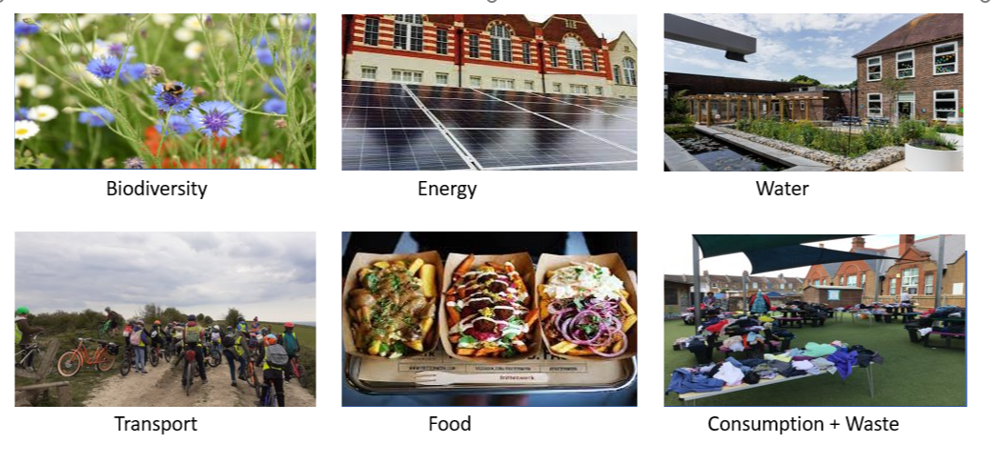 Biodiversity
Energy
Water
Transport
Food
Consumption + Waste